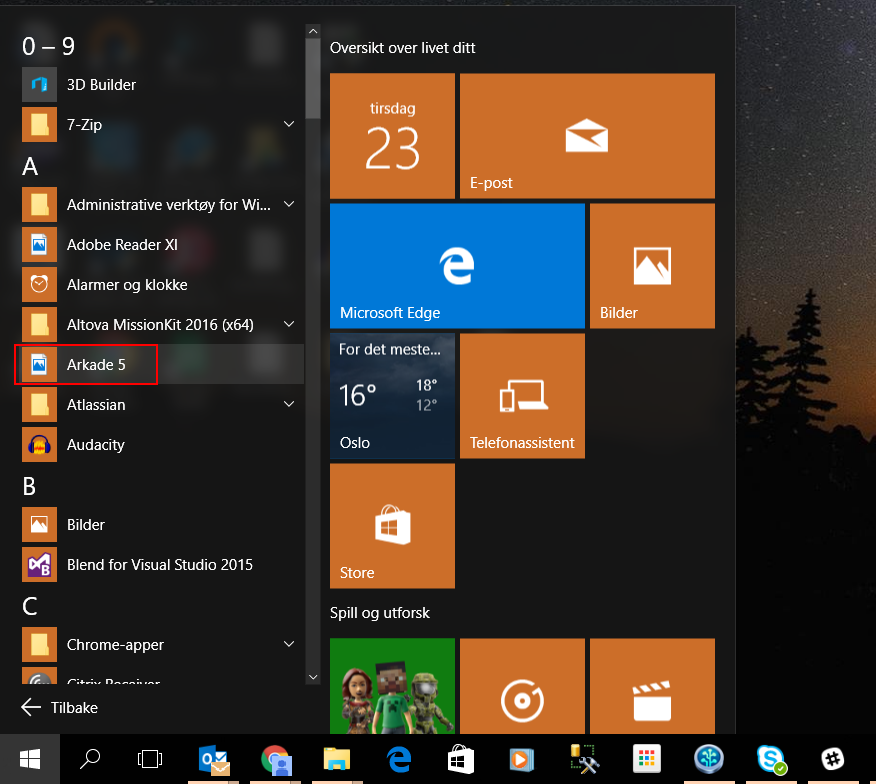 0 – 9
3D Builder
7-Zip
A
Administrative verktøy for Wi...
Adobe Reader XI
Alarmer og klokke
Altova MissionKit 2016 (x64)
Arkade 5
Atlassian
Audacity
B
Bilder
Blend for Visual Studio 2015
C
Chrome-apper
Citrix Receiver
Tilbake
Oversikt over livet ditt
tirsdag
23
E-post
Microsoft Edge
Bilder
For det meste...
16°
18°
12°
Oslo
Telefonassistent
Store
Spill og utforsk